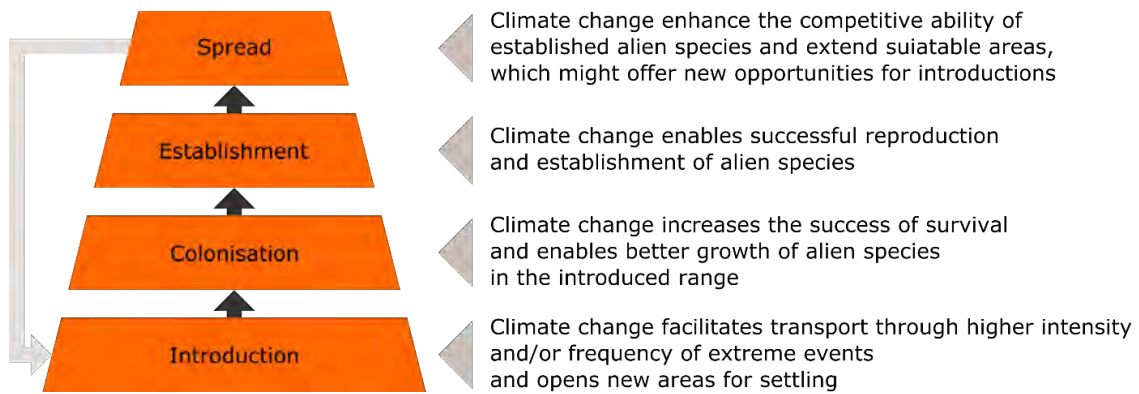 Spread
Climate change enhance the competitive ability of
established alien species and extend suiatable areas,
which might offer new opportunities for introductions
Establishment
Climate change enables successful reproduction
and establishment of alien species
Colonisation
Climate change increases the success of survival
and enables better growth of alien species
in the introduced range
Introduction
Climate change facilitates transport through higher intensity
and/or frequency of extreme events
and opens new areas for settling